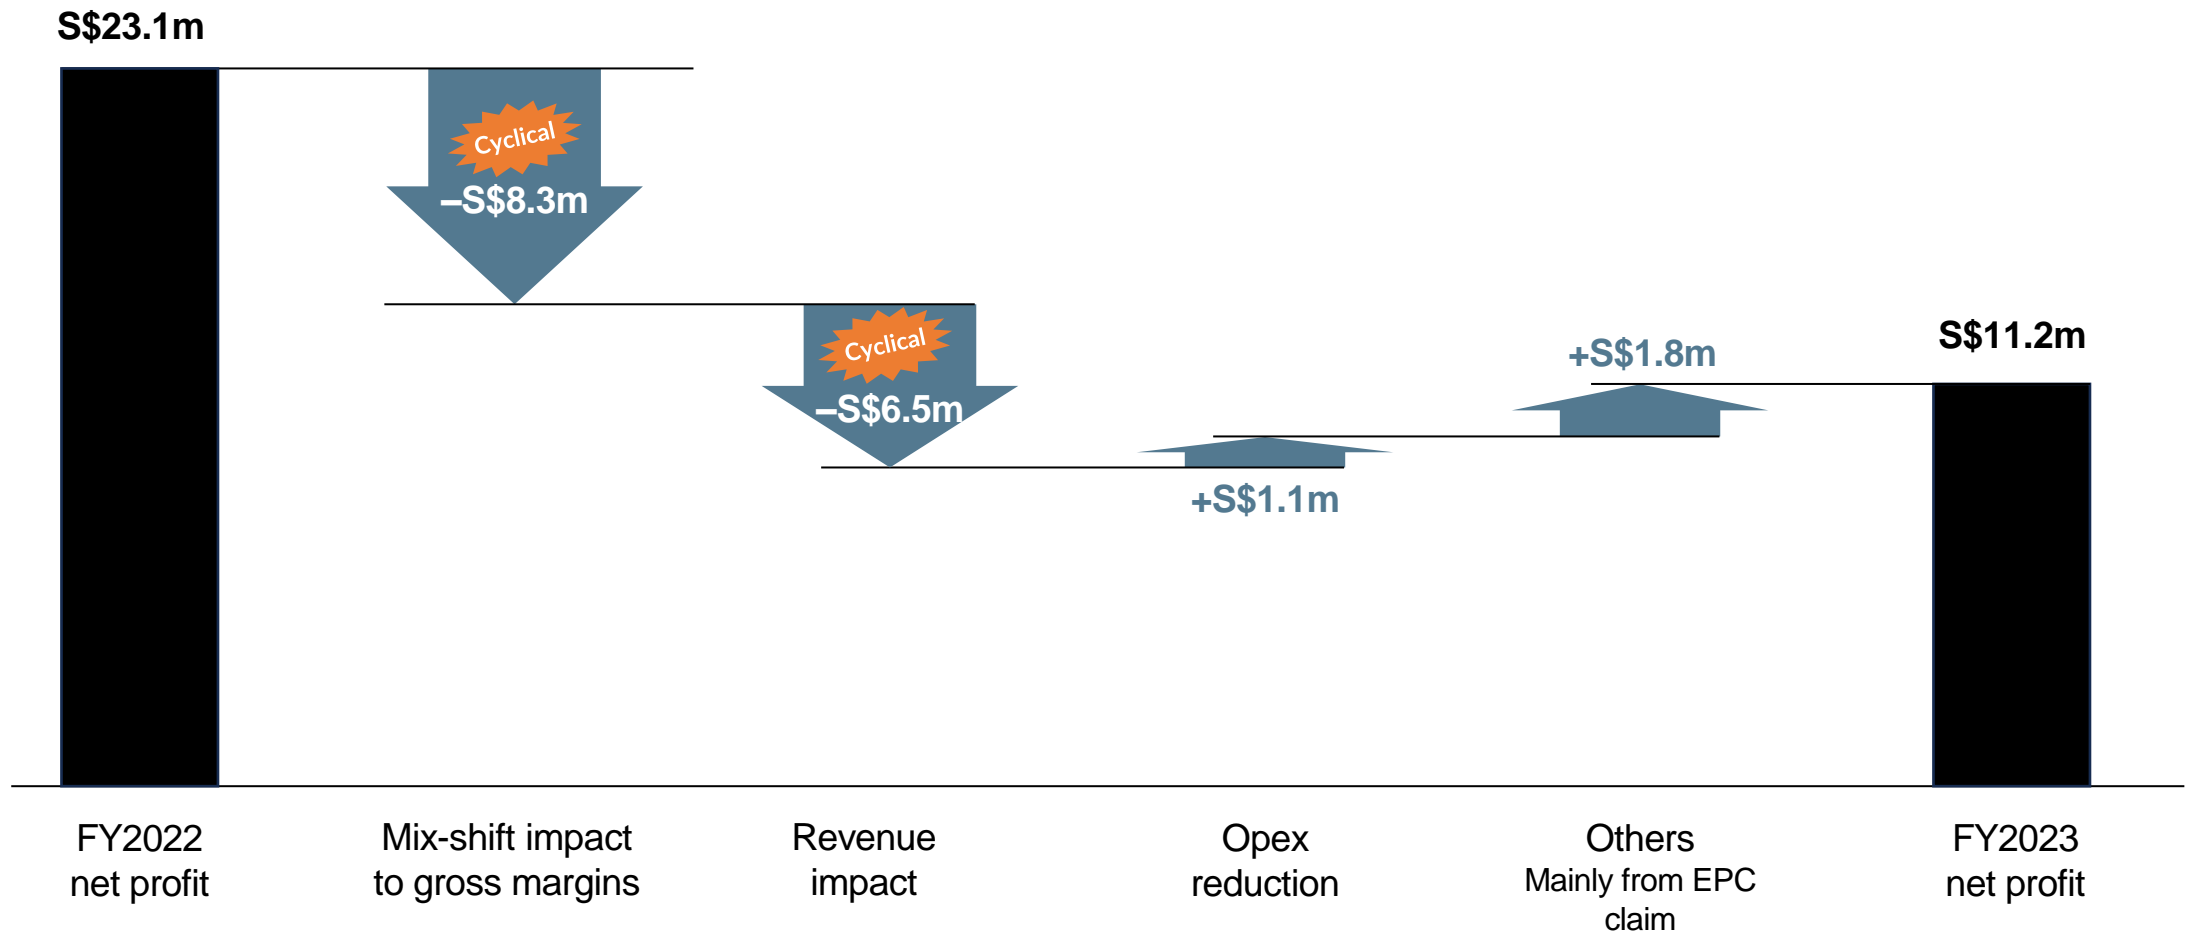 S$23.1m
Cyclical
–S$8.3m
Cyclical
–S$6.5m
+S$1.1m
+S$1.8m
S$11.2m
FY2022
net profit
Mix-shift impact
to gross margins
Revenue
impact
Opex
reduction
Others
Mainly from EPC
claim
FY2023
net profit